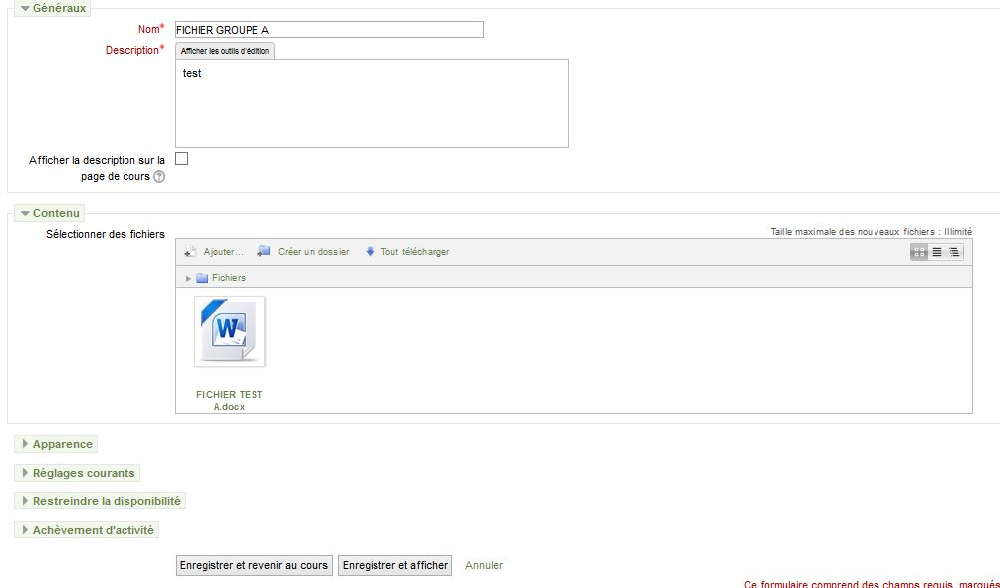 Généraux
Nom*
FICHIER GROUPE A
Description*
Afficher les outils d'édition
test
Afficher la description sur la
page de cours
Contenu
Sélectionner des fichiers
Taille maximale des nouveaux fichiers : Illimité
Ajouter...
Créer un dossier
Tout télécharger
Fichiers
W
FICHIER TEST
A.docx
Apparence
Réglages courants
Restreindre la disponibilité
Achèvement d'activité
Enregistrer et revenir au cours
Enregistrer et afficher
Annuler
Ce formulaire comprend des champs requis, marqués